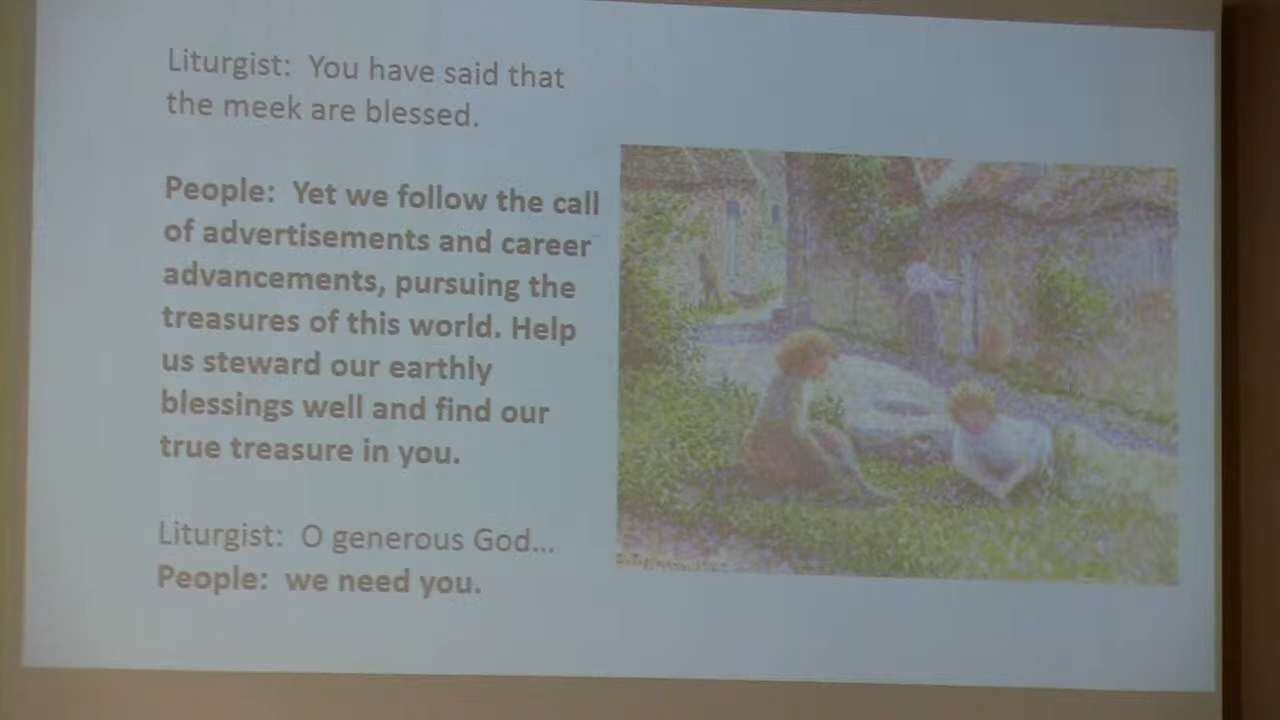 Liturgist:  You have said that
the meek are blessed.
People:  Yet we follow the call
of advertisements and career
advancements, pursuing the
treasures of this world. Help
us steward our earthly
blessings well and find our
true treasure in you.
Liturgist:  O generous God...
People:  we need you.